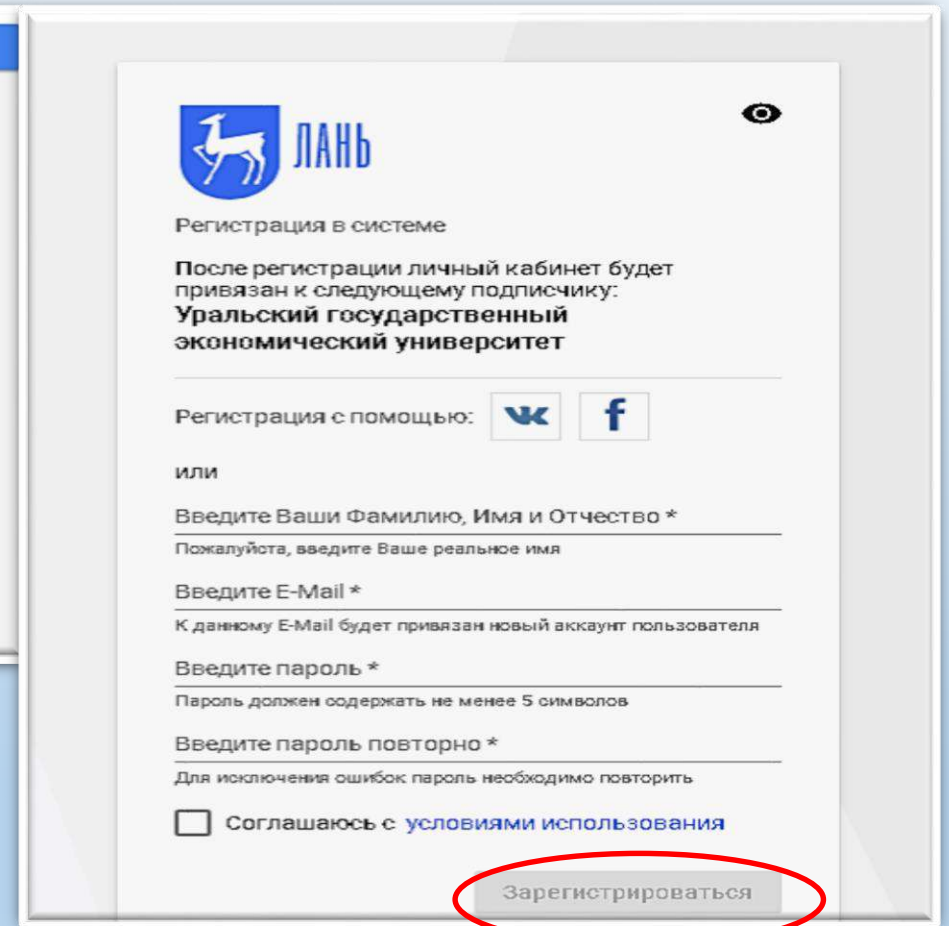 ЛАНЬ
Регистрация в системе
После регистрации личный кабинет будет
привязан к следующему подписчику:
Уральский государственный
экономический университет
Регистрация с помощью:
или
Введите Ваши Фамилию, Имя и Отчество *
Пожалуйста, введите Ваше реальное имя
Введите E-Mail *
К данному E-Mail будет привязан новый аккаунт пользователя
Введите пароль *
Пароль должен содержать не менее 5 символов
Введите пароль повторно *
Для исключения ошибок пароль необходимо повторить
Соглашаюсь с условиями использования
Зарегистрироваться